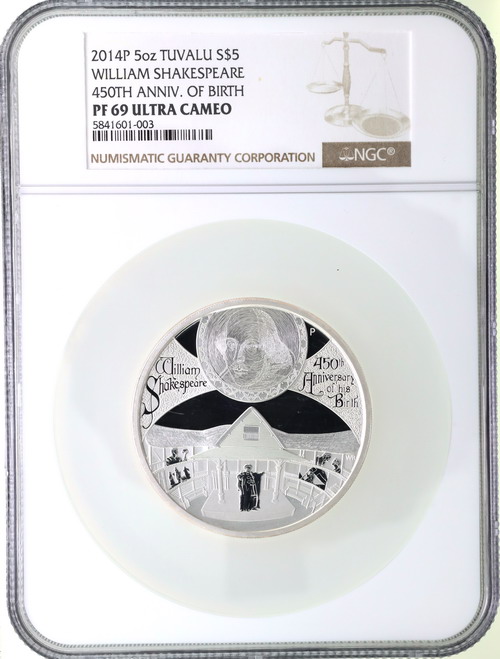 2014P 5oz TUVALU S$5
WILLIAM SHAKESPEARE
450TH ANNIV. OF BIRTH
PF 69 ULTRA CAMEO
5841601-003
NUMISMATIC GUARANTY CORPORATION
NGC®
P
William
Shakespeare
450th
Anniversary
of his
Birth